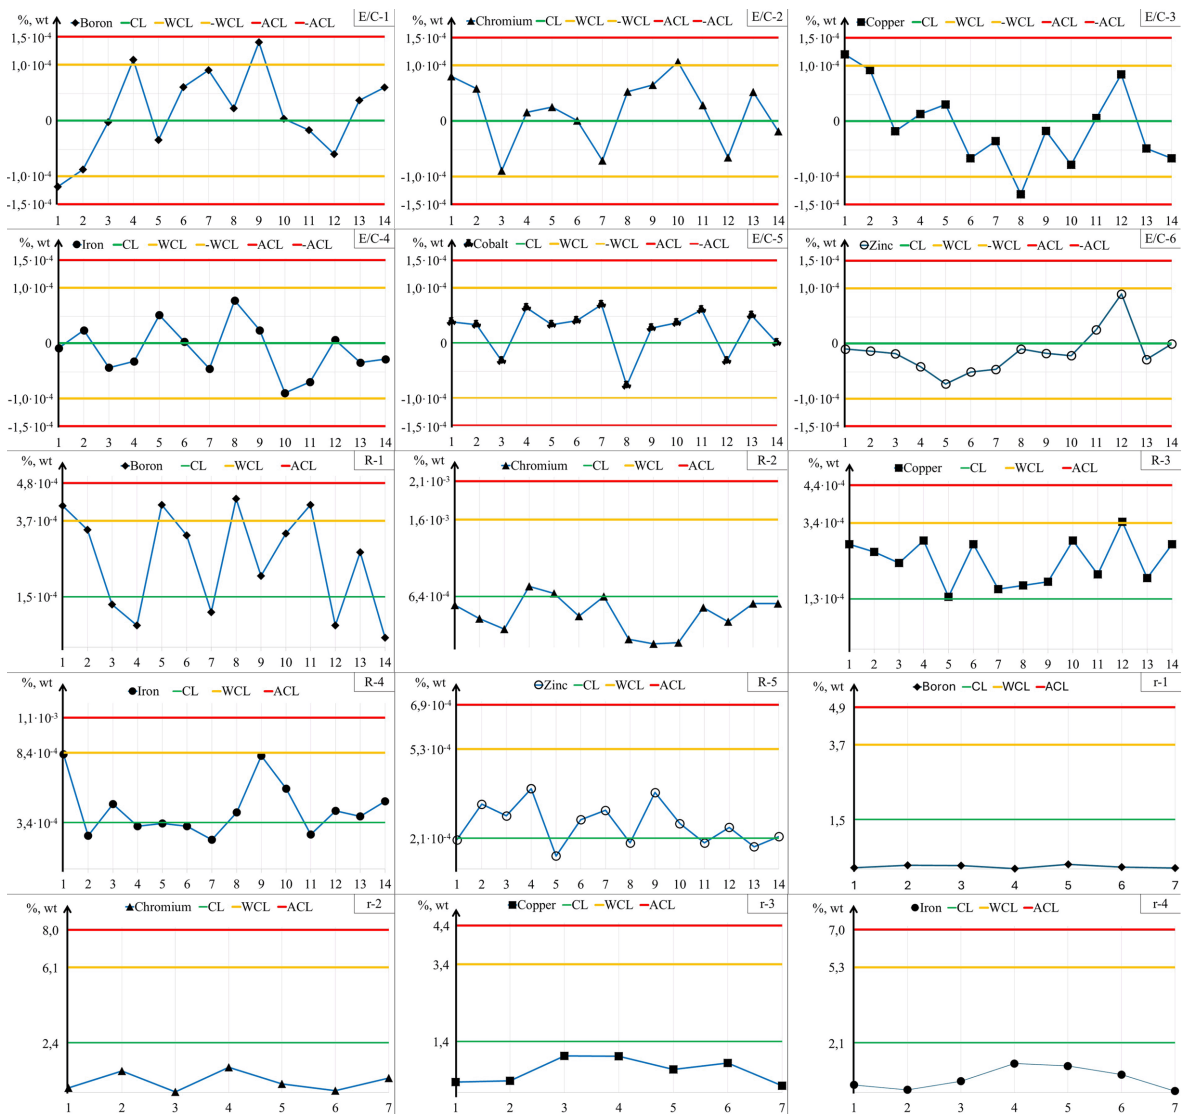 %, wt Boron CL WCL -WCL ACL -ACL E/C-1
1,5·10⁻⁴
1,0·10⁻⁴
0
-1,0·10⁻⁴
-1,5·10⁻⁴
1 2 3 4 5 6 7 8 9 10 11 12 13 14
%, wt Chromium CL WCL -WCL ACL -ACL E/C-2
1,5·10⁻⁴
1,0·10⁻⁴
0
-1,0·10⁻⁴
-1,5·10⁻⁴
1 2 3 4 5 6 7 8 9 10 11 12 13 14
%, wt Copper CL WCL -WCL ACL -ACL E/C-3
1,5·10⁻⁴
1,0·10⁻⁴
0
-1,0·10⁻⁴
-1,5·10⁻⁴
1 2 3 4 5 6 7 8 9 10 11 12 13 14
%, wt Iron CL WCL -WCL ACL -ACL E/C-4
1,5·10⁻⁴
1,0·10⁻⁴
0
-1,0·10⁻⁴
-1,5·10⁻⁴
1 2 3 4 5 6 7 8 9 10 11 12 13 14
%, wt Cobalt CL WCL -WCL ACL -ACL E/C-5
1,5·10⁻⁴
1,0·10⁻⁴
0
-1,0·10⁻⁴
-1,5·10⁻⁴
1 2 3 4 5 6 7 8 9 10 11 12 13 14
%, wt Zinc CL WCL -WCL ACL -ACL E/C-6
1,5·10⁻⁴
1,0·10⁻⁴
0
-1,0·10⁻⁴
-1,5·10⁻⁴
1 2 3 4 5 6 7 8 9 10 11 12 13 14
%, wt Boron CL WCL ACL R-1
4,8·10⁻⁴
3,7·10⁻⁴
1,5·10⁻⁴
1 2 3 4 5 6 7 8 9 10 11 12 13 14
%, wt Chromium CL WCL ACL R-2
2,1·10⁻³
1,6·10⁻³
6,4·10⁻⁴
1 2 3 4 5 6 7 8 9 10 11 12 13 14
%, wt Copper CL WCL ACL R-3
4,4·10⁻⁴
3,4·10⁻⁴
1,3·10⁻⁴
1 2 3 4 5 6 7 8 9 10 11 12 13 14
%, wt Iron CL WCL ACL R-4
1,1·10⁻³
8,4·10⁻⁴
3,4·10⁻⁴
1 2 3 4 5 6 7 8 9 10 11 12 13 14
%, wt Zinc CL WCL ACL R-5
6,9·10⁻⁴
5,3·10⁻⁴
2,1·10⁻⁴
1 2 3 4 5 6 7 8 9 10 11 12 13 14
%, wt Boron CL WCL ACL r-1
4,9
3,7
1,5
1 2 3 4 5 6 7
%, wt Chromium CL WCL ACL r-2
8,0
6,1
2,4
1 2 3 4 5 6 7
%, wt Copper CL WCL ACL r-3
4,4
3,4
1,4
1 2 3 4 5 6 7
%, wt Iron CL WCL ACL r-4
7,0
5,3
2,1
1 2 3 4 5 6 7